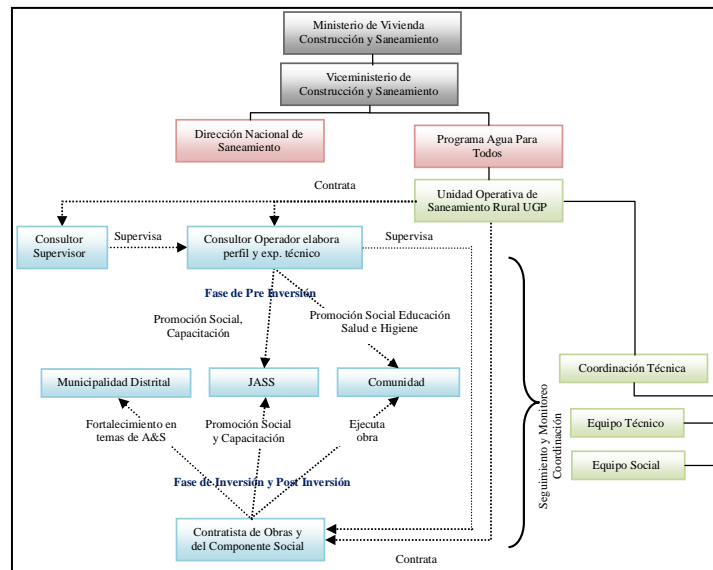 Ministerio de Vivienda
Construcción y Saneamiento
Viceministerio de
Construcción y Saneamiento
Dirección Nacional de
Saneamiento
Programa Agua Para
Todos
Contrata
Unidad Operativa de
Saneamiento Rural UGP
Consultor
Supervisor
Supervisa
Consultor Operador elabora
perfil y exp. técnico
Supervisa
Fase de Pre Inversión
Promoción Social,
Capacitación
Promoción Social Educación
Salud e Higiene
Municipalidad Distrital
JASS
Comunidad
Coordinación Técnica
Fortalecimiento en
temas de A&S
Promoción Social
y Capacitación
Ejecuta
obra
Equipo Técnico
Equipo Social
Seguimiento y Monitoreo
Coordinación
Fase de Inversión y Post Inversión
Contratista de Obras y
del Componente Social
Contrata